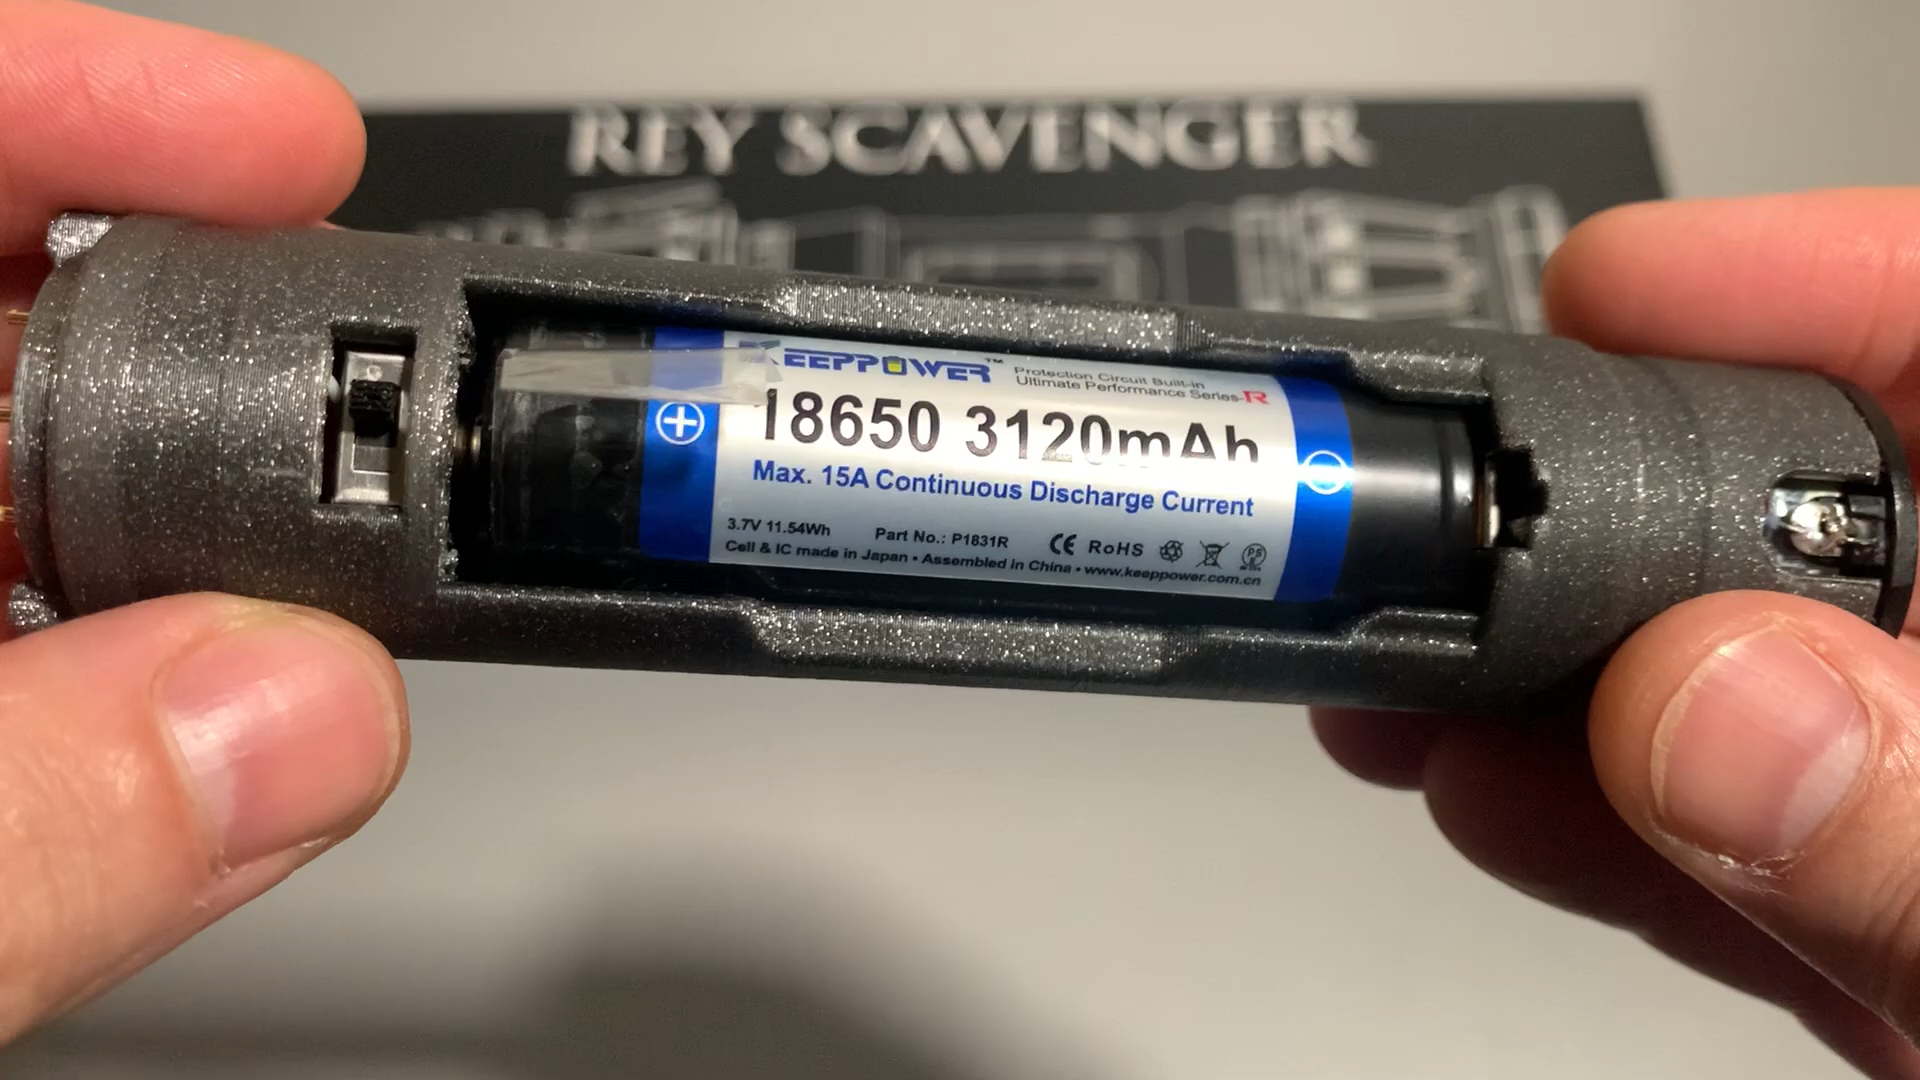 REY SCAVENGER
KEEPPOWER™
Protection Circuit Built-in
Ultimate Performance Series-IR
18650 3120mAh
Max. 15A Continuous Discharge Current
3.7V 11.54Wh Part No.: P1831R CE RoHS
Cell & IC made in Japan • Assembled in China • www.keeppower.com.cn